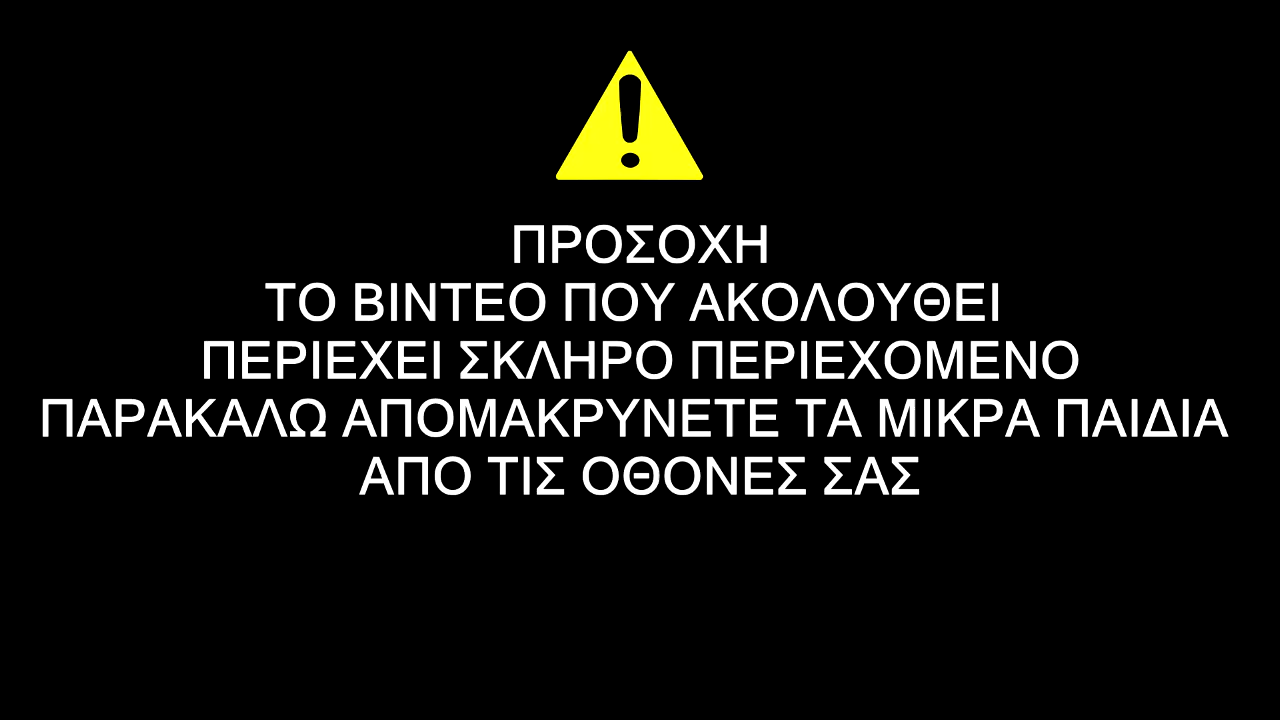 ΠΡΟΣΟΧΗ
ΤΟ ΒΙΝΤΕΟ ΠΟΥ ΑΚΟΛΟΥΘΕΙ
ΠΕΡΙΕΧΕΙ ΣΚΛΗΡΟ ΠΕΡΙΕΧΟΜΕΝΟ
ΠΑΡΑΚΑΛΩ ΑΠΟΜΑΚΡΥΝΕΤΕ ΤΑ ΜΙΚΡΑ ΠΑΙΔΙΑ
ΑΠΟ ΤΙΣ ΟΘΟΝΕΣ ΣΑΣ